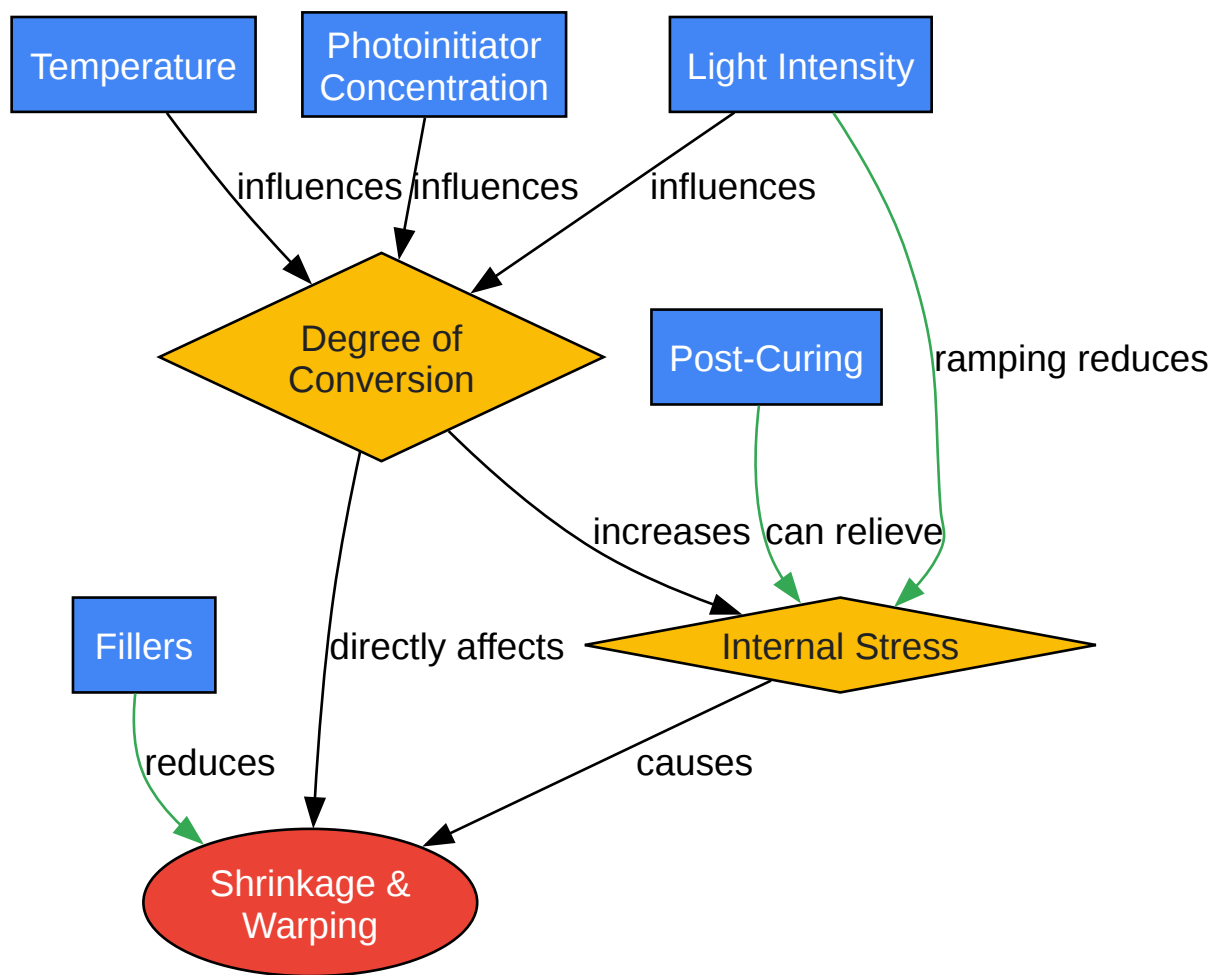 Temperature
Photoinitiator
Concentration
Light Intensity
influences
influences
influences
Degree of
Conversion
Post-Curing
ramping reduces
increases
can relieve
Fillers
directly affects
Internal Stress
reduces
causes
Shrinkage &
Warping